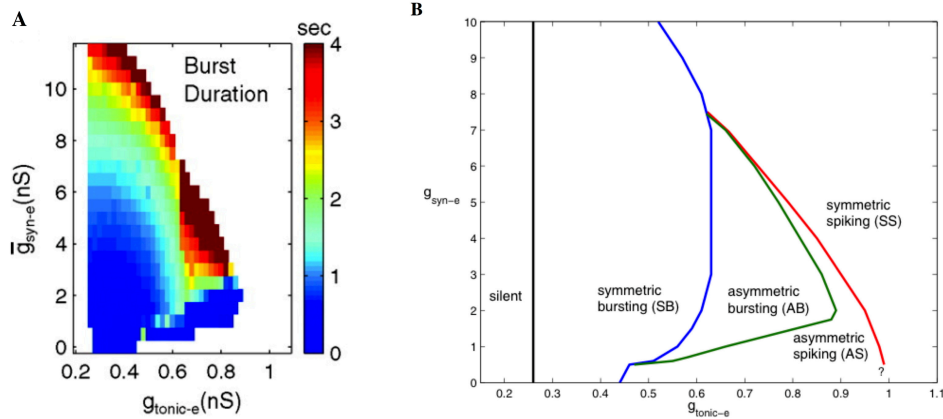 A
sec
Burst
Duration
4
3
2
1
0
10
8
6
4
2
0
g̅syn-e(nS)
0.2 0.4 0.6 0.8 1
gtonic-e(nS)
B
10
9
8
7
6
5
4
3
2
1
0
gsyn-e
silent
symmetric
bursting (SB)
asymmetric
bursting (AB)
symmetric
spiking (SS)
asymmetric
spiking (AS)
?
0.2 0.3 0.4 0.5 0.6 0.7 0.8 0.9 1 1.1
gtonic-e